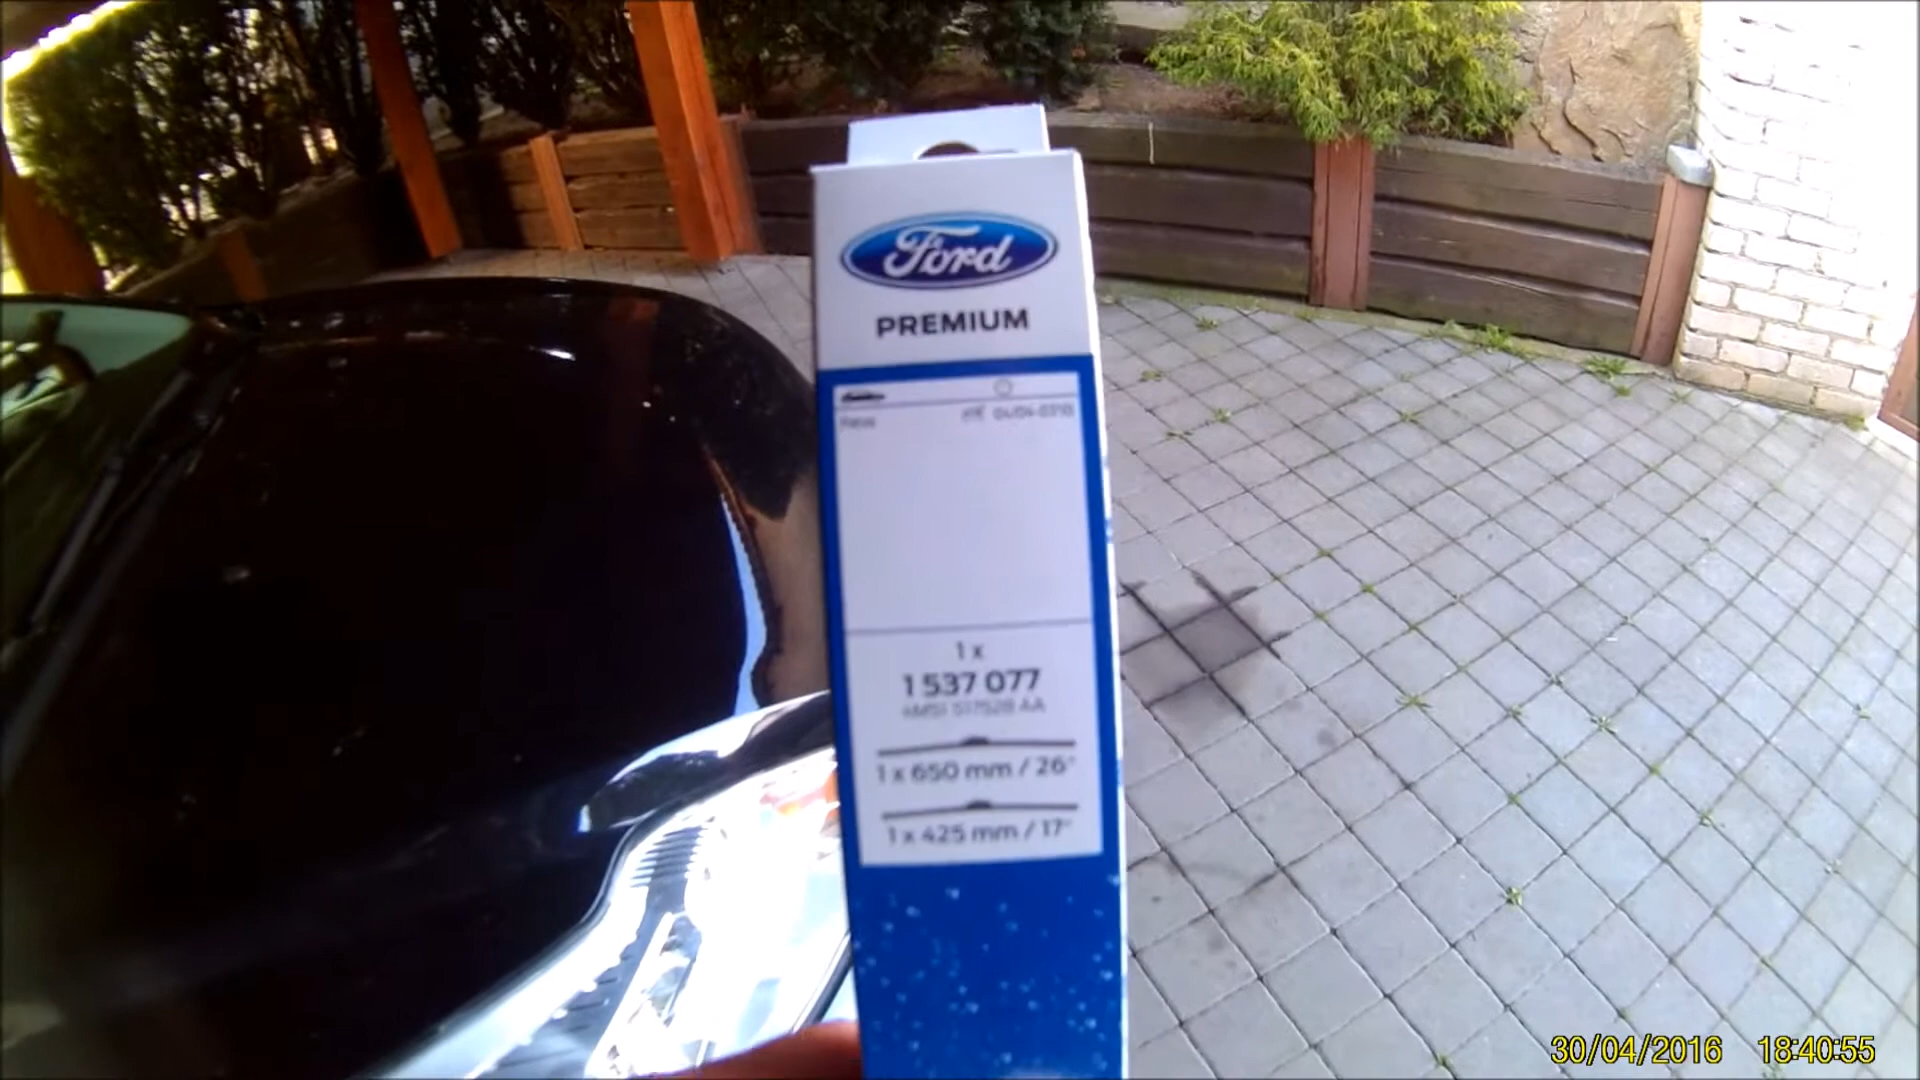 Ford
PREMIUM
1 x
1 537 077
1 x 650 mm / 26"
1 x 425 mm / 17"
30/04/2016 18:40:55